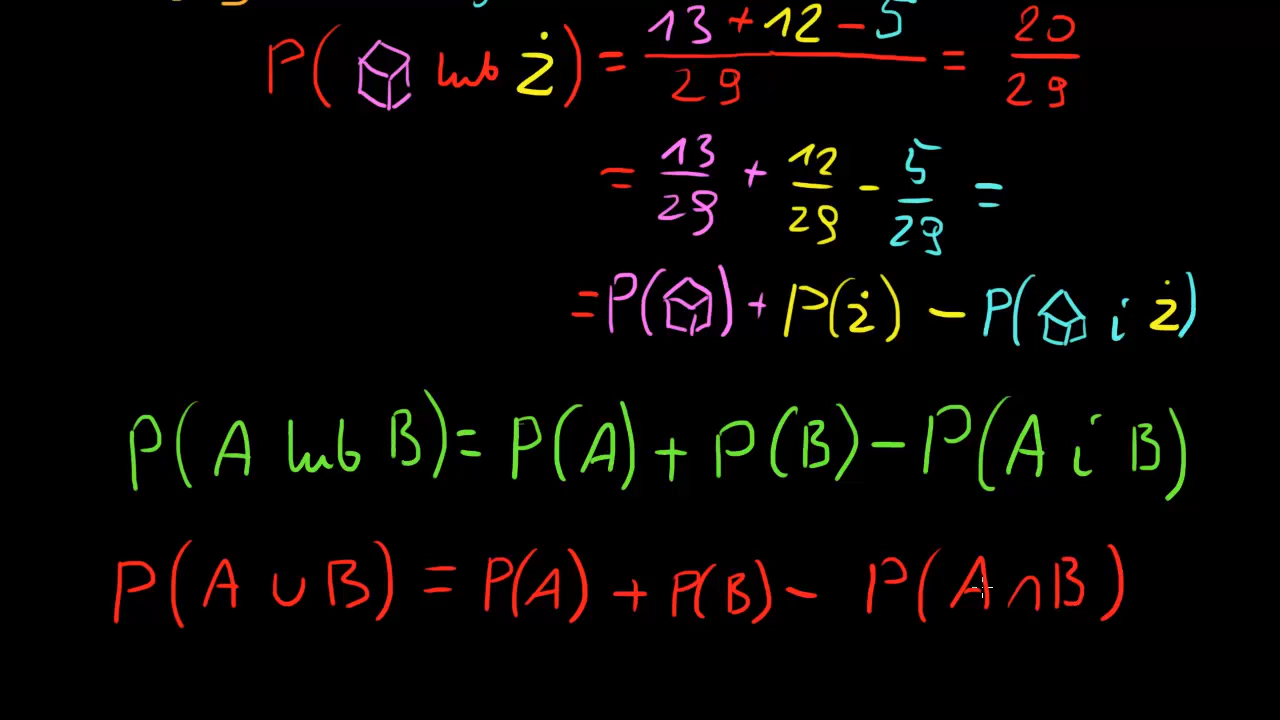 P( lub ż) = 13 + 12 - 5 / 29 = 20 / 29
= 13/29 + 12/29 - 5/29 =
= P( ) + P(ż) - P( i ż)
P(A lub B) = P(A) + P(B) - P(A i B)
P(A ∪ B) = P(A) + P(B) - P(A ∩ B)